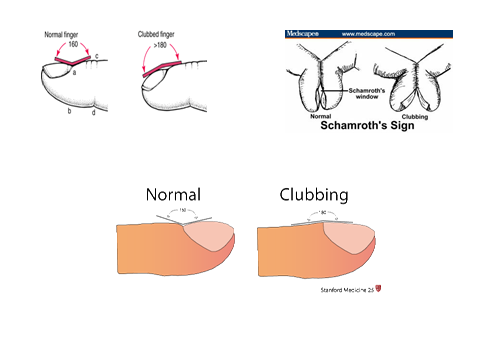 Normal finger
160
c
a
b
d
Clubbed finger
>180
Medscape®
www.medscape.com
Schamroth's
window
Normal
Clubbing
Schamroth's Sign
Normal
Clubbing
180
Stanford Medicine 25